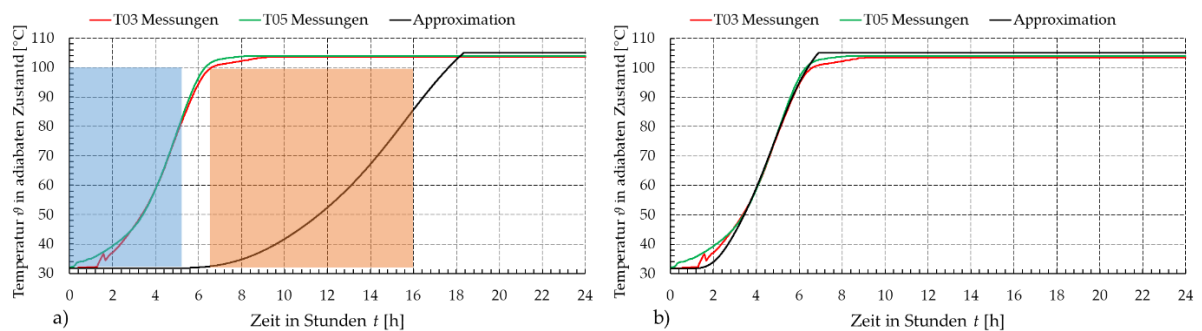 T03 Messungen T05 Messungen Approximation
Temperatur ϑ in adiabaten Zustantd [°C]
110
100
90
80
70
60
50
40
30
0 2 4 6 8 10 12 14 16 18 20 22 24
a)
Zeit in Stunden t [h]
T03 Messungen T05 Messungen Approximation
Temperatur ϑ in adiabaten Zustand [°C]
110
100
90
80
70
60
50
40
30
0 2 4 6 8 10 12 14 16 18 20 22 24
b)
Zeit in Stunden t [h]